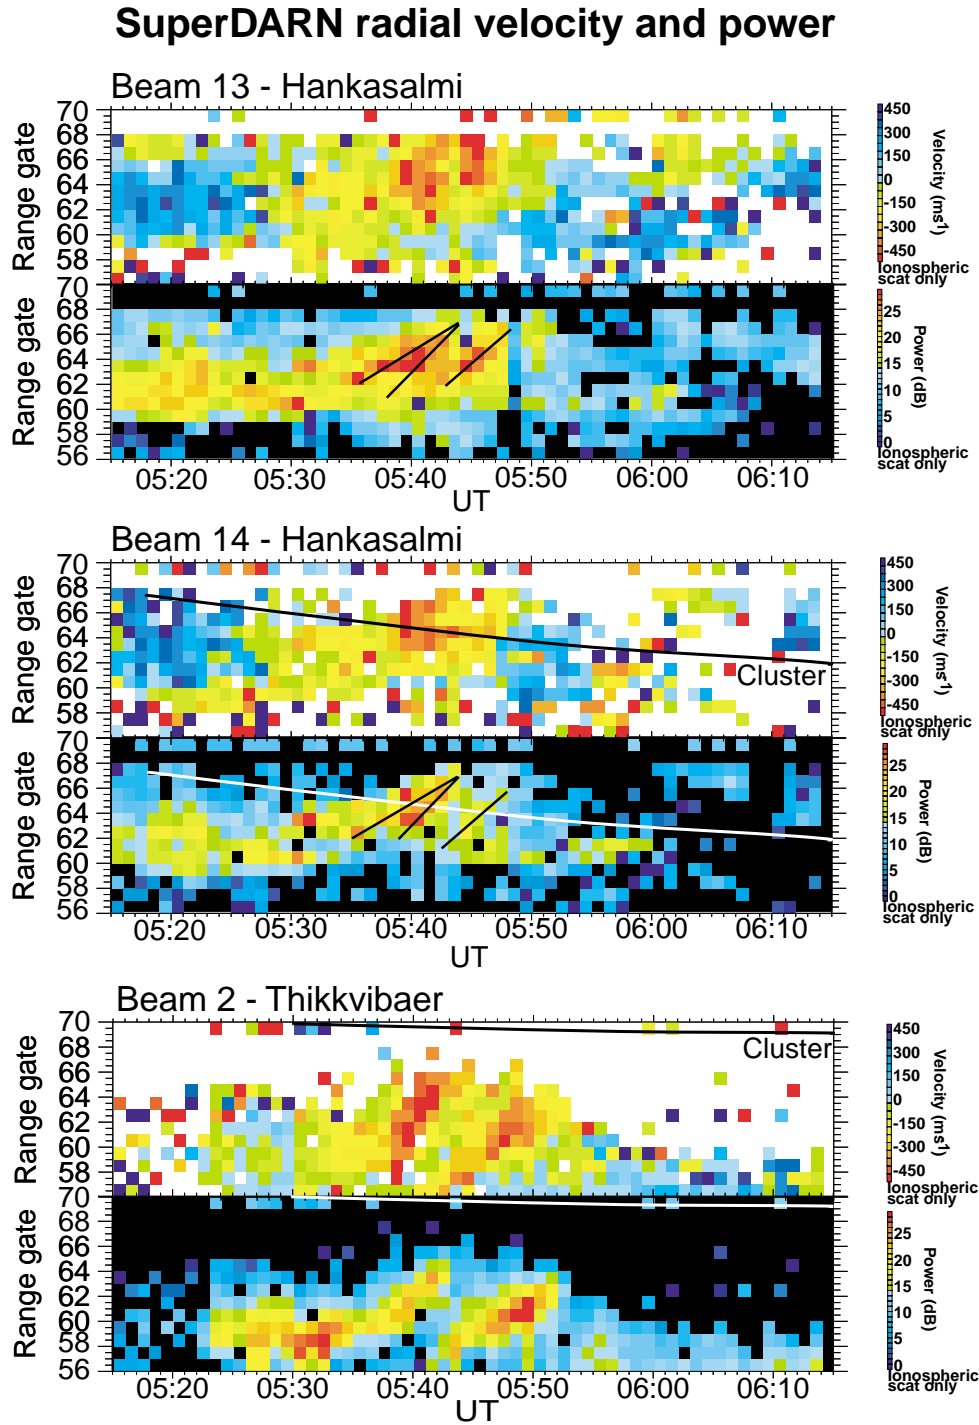 SuperDARN radial velocity and power
Beam 13 - Hankasalmi
70
68
66
64
62
60
58
Range gate
450
300
150
0
-150
-300
-450
Velocity (ms1)
Ionospheric
scat only
70
68
66
64
62
60
58
56
Range gate
25
20
15
10
5
0
Power (dB)
Ionospheric
scat only
05:20 05:30 05:40 05:50 06:00 06:10
UT
Beam 14 - Hankasalmi
70
68
66
64
62
60
58
Range gate
Cluster
450
300
150
0
-150
-300
-450
Velocity (ms-1)
Ionospheric
scat only
70
68
66
64
62
60
58
56
Range gate
25
20
15
10
5
0
Power (dB)
Ionospheric
scat only
05:20 05:30 05:40 05:50 06:00 06:10
UT
Beam 2 - Thikkvibaer
70
68
66
64
62
60
58
Range gate
Cluster
450
300
150
0
-150
-300
-450
Velocity (ms1)
Ionospheric
scat only
70
68
66
64
62
60
58
56
Range gate
25
20
15
10
5
0
Power (dB)
Ionospheric
scat only
05:20 05:30 05:40 05:50 06:00 06:10
UT